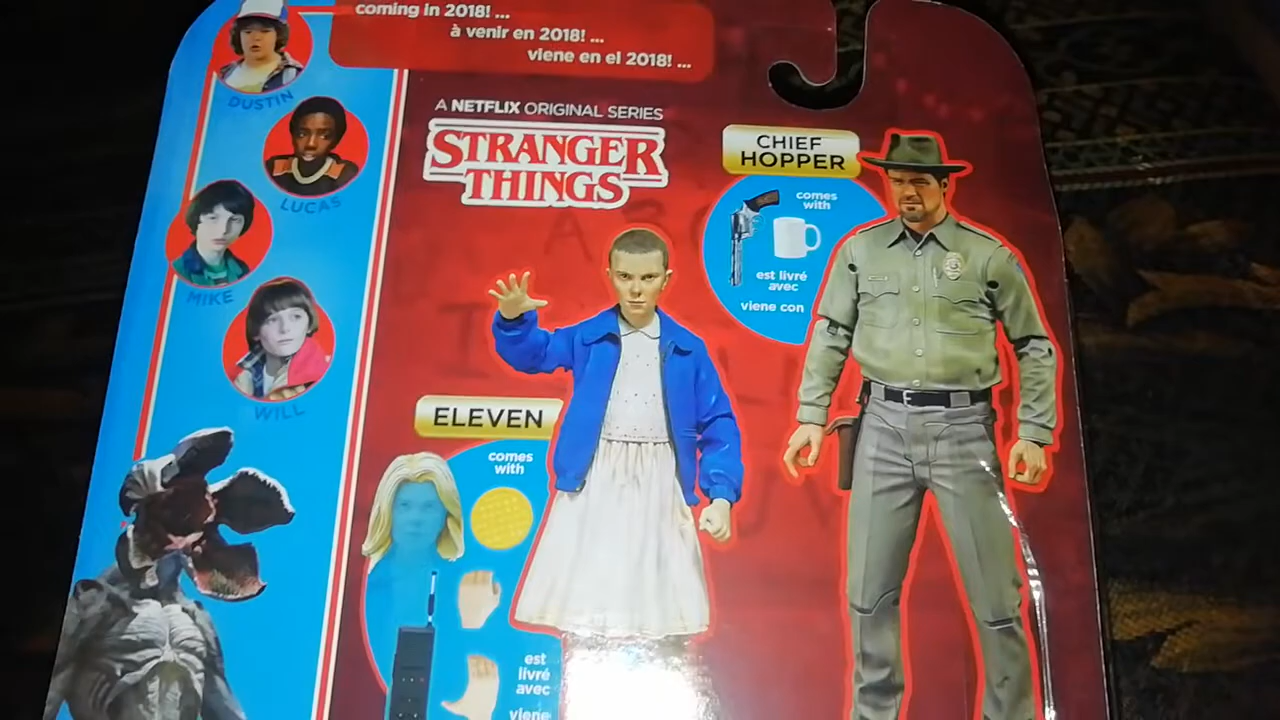 coming in 2018! ...
à venir en 2018! ...
viene en el 2018! ...
DUSTIN
LUCAS
MIKE
WILL
A NETFLIX ORIGINAL SERIES
STRANGER
THINGS
CHIEF
HOPPER
comes
with
est livré
avec
viene con
ELEVEN
comes
with
est
livré
avec
viene